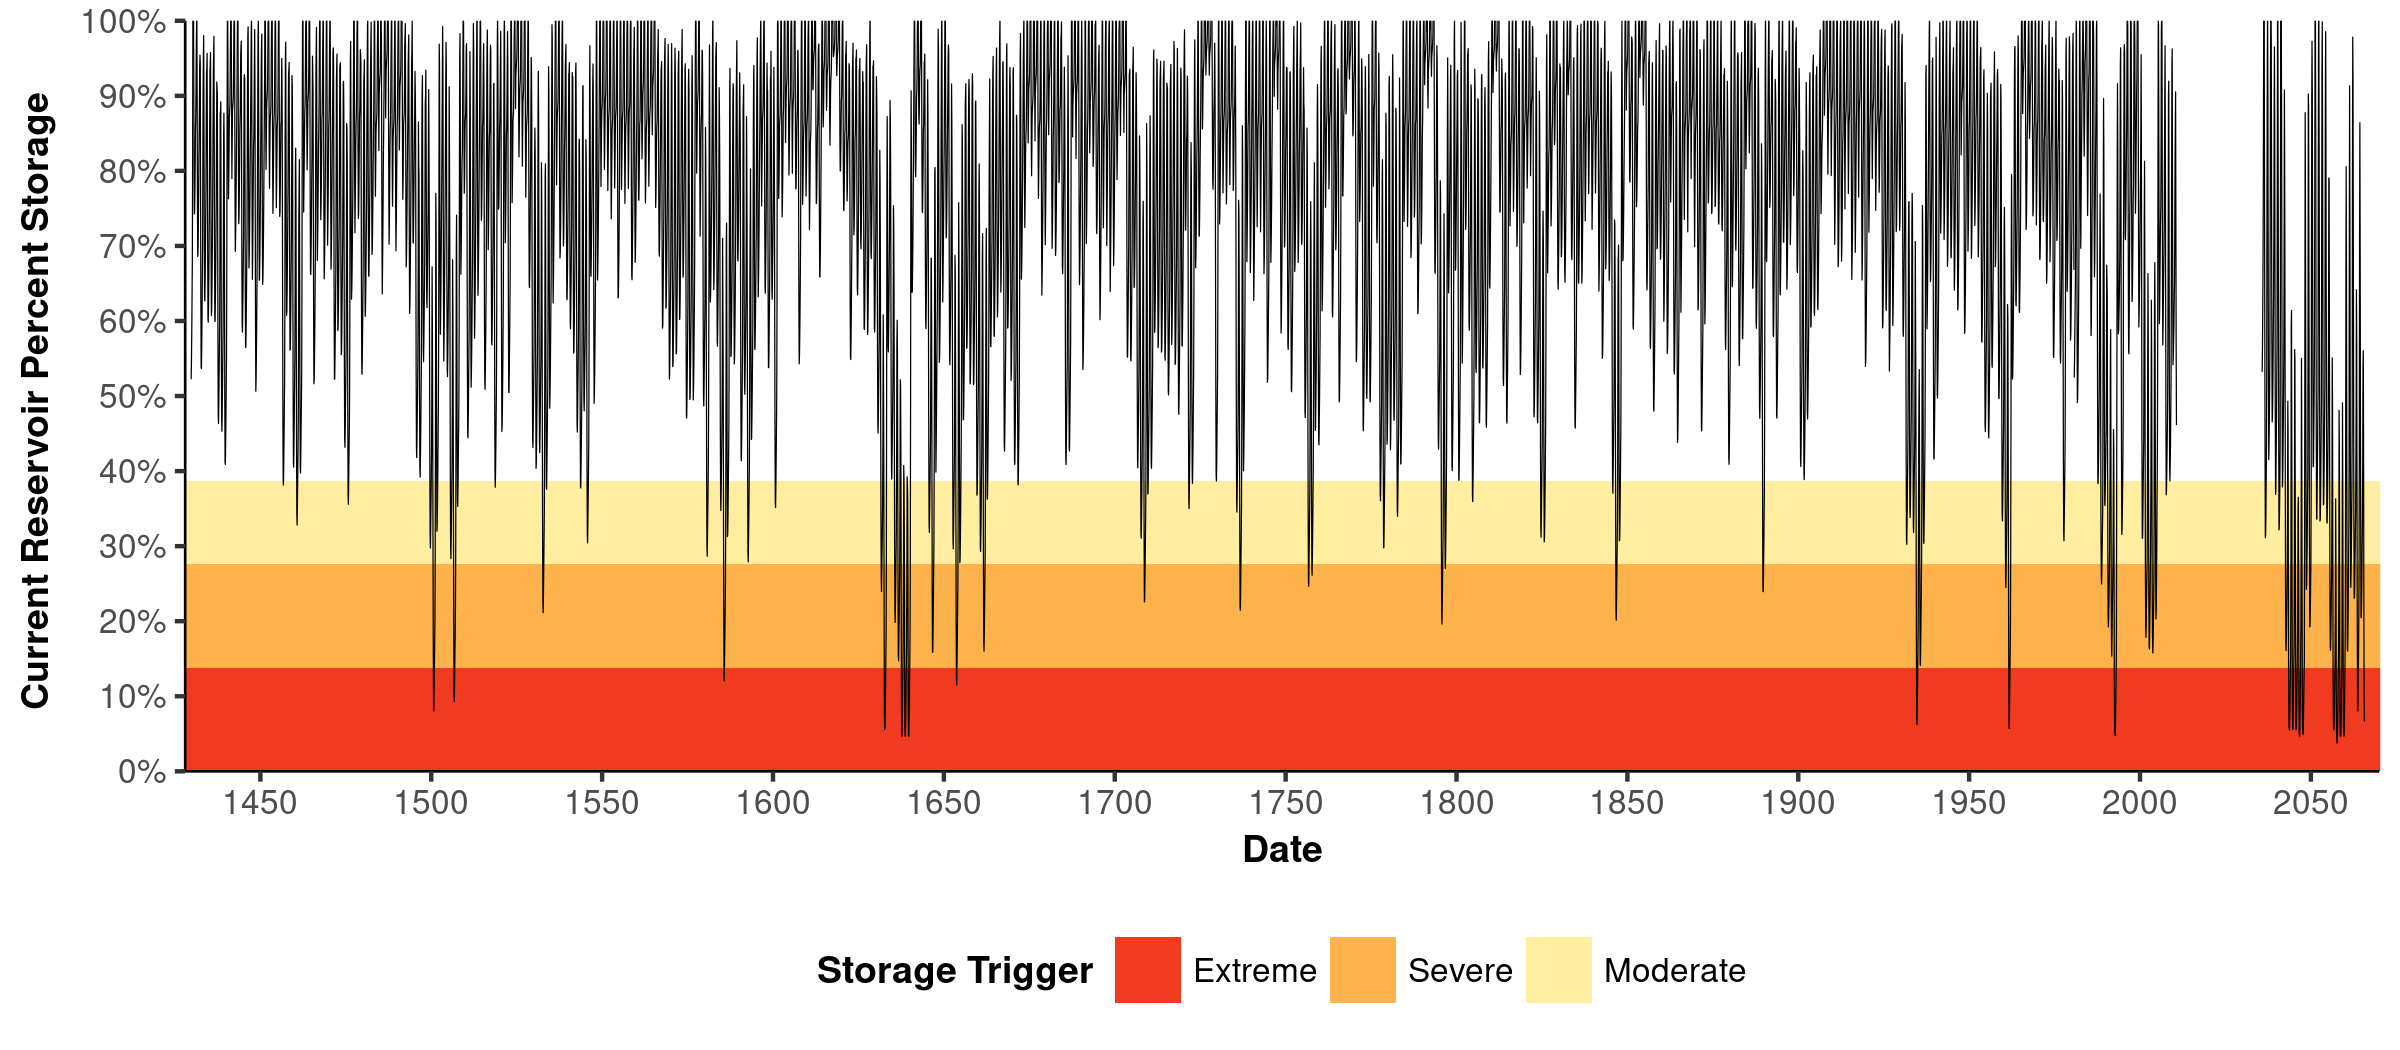 Current Reservoir Percent Storage
100%
90%
80%
70%
60%
50%
40%
30%
20%
10%
0%
1450 1500 1550 1600 1650 1700 1750 1800 1850 1900 1950 2000 2050
Date
Storage Trigger Extreme Severe Moderate